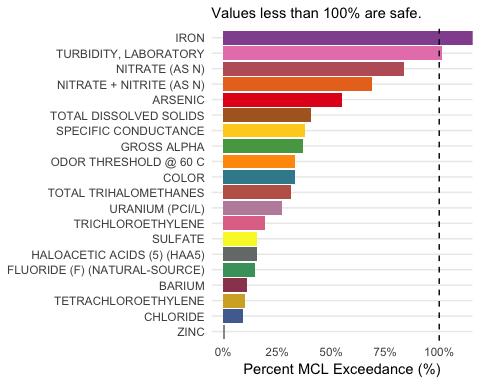 Values less than 100% are safe.
IRON
TURBIDITY, LABORATORY
NITRATE (AS N)
NITRATE + NITRITE (AS N)
ARSENIC
TOTAL DISSOLVED SOLIDS
SPECIFIC CONDUCTANCE
GROSS ALPHA
ODOR THRESHOLD @ 60 C
COLOR
TOTAL TRIHALOMETHANES
URANIUM (PCI/L)
TRICHLOROETHYLENE
SULFATE
HALOACETIC ACIDS (5) (HAA5)
FLUORIDE (F) (NATURAL-SOURCE)
BARIUM
TETRACHLOROETHYLENE
CHLORIDE
ZINC
0% 25% 50% 75% 100%
Percent MCL Exceedance (%)